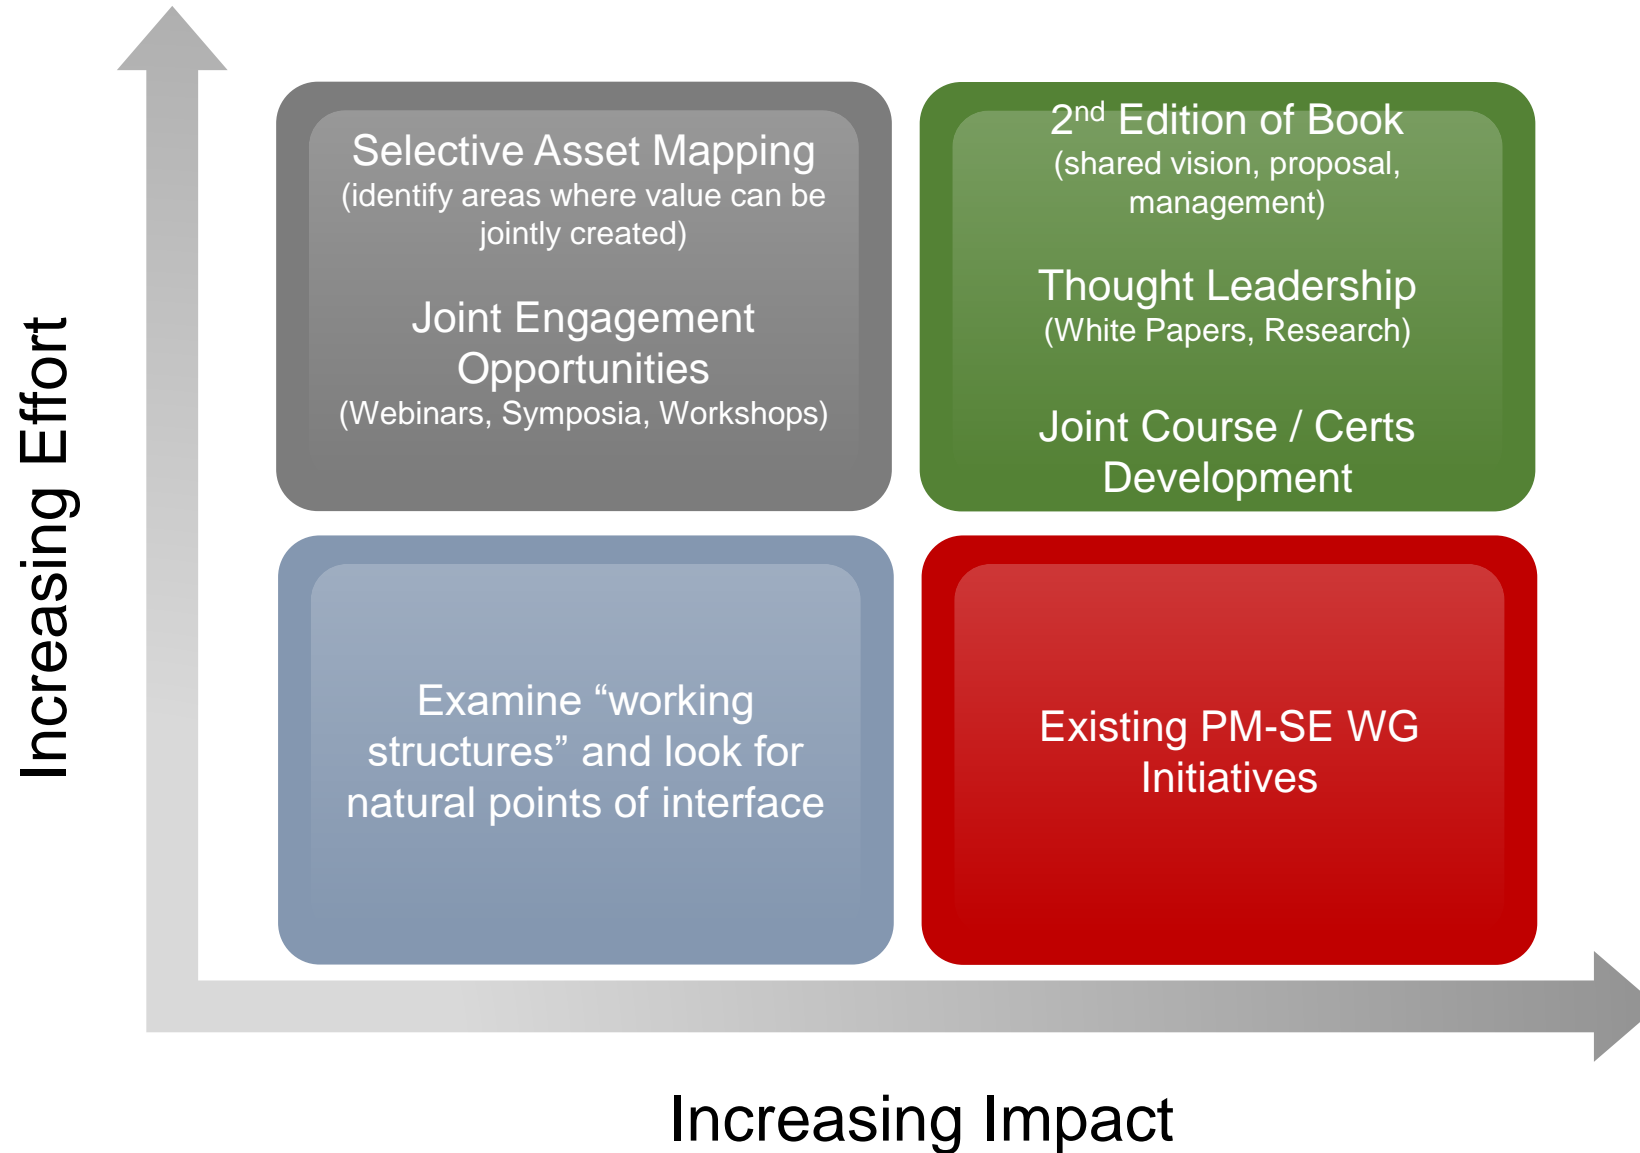 Increasing Effort
Selective Asset Mapping
(identify areas where value can be
jointly created)
Joint Engagement
Opportunities
(Webinars, Symposia, Workshops)
2nd Edition of Book
(shared vision, proposal,
management)
Thought Leadership
(White Papers, Research)
Joint Course / Certs
Development
Examine “working
structures” and look for
natural points of interface
Existing PM-SE WG
Initiatives
Increasing Impact